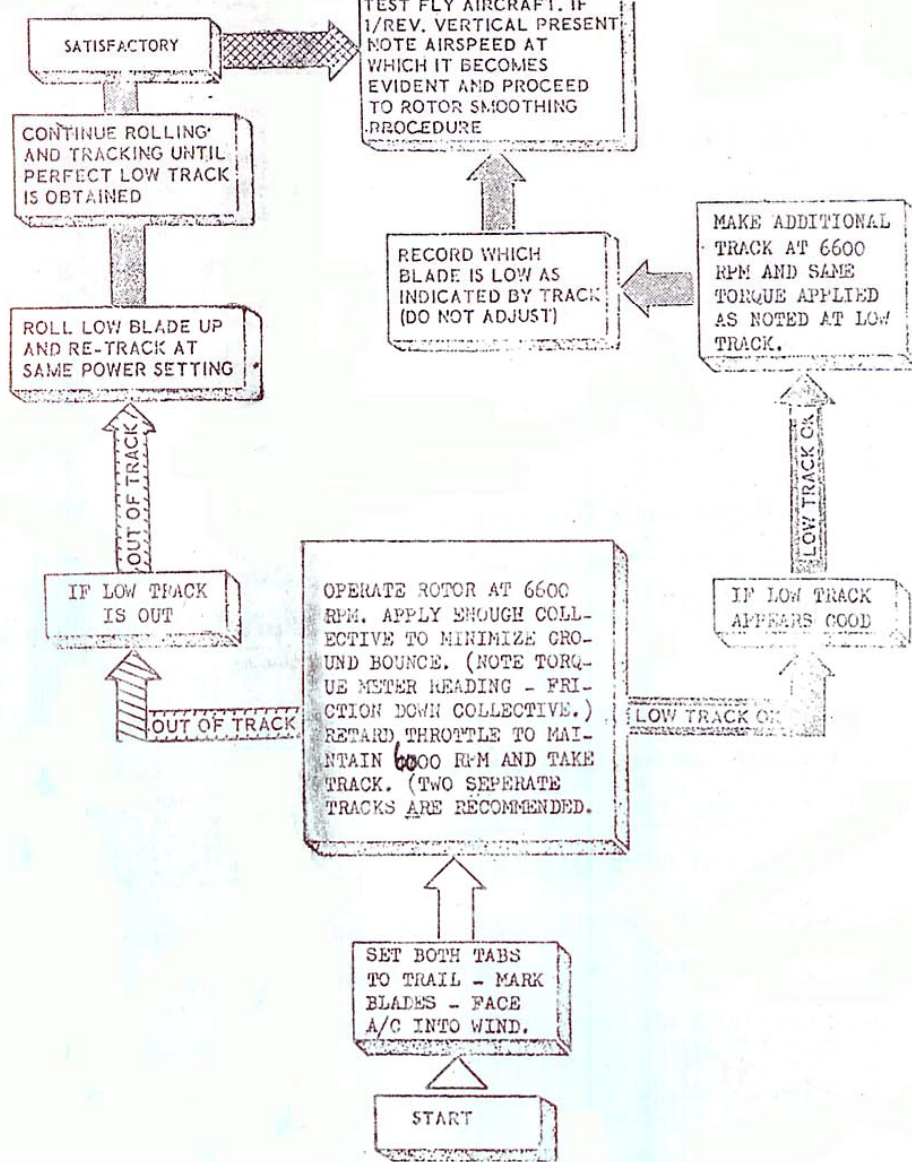 TEST FLY AIRCRAFT. IF
1/REV. VERTICAL PRESENT
NOTE AIRSPEED AT
WHICH IT BECOMES
EVIDENT AND PROCEED
TO ROTOR SMOOTHING
PROCEDURE
SATISFACTORY
CONTINUE ROLLING
AND TRACKING UNTIL
PERFECT LOW TRACK
IS OBTAINED
RECORD WHICH
BLADE IS LOW AS
INDICATED BY TRACK
(DO NOT ADJUST)
MAKE ADDITIONAL
TRACK AT 6600
RPM AND SAME
TORQUE APPLIED
AS NOTED AT LOW
TRACK.
ROLL LOW BLADE UP
AND RE-TRACK AT
SAME POWER SETTING
OUT OF TRACK
LOW TRACK OK
IF LOW TRACK
IS OUT
OPERATE ROTOR AT 6600
RPM. APPLY ENOUGH COLL-
ECTIVE TO MINIMIZE GRO-
UND BOUNCE. (NOTE TORQ-
UE METER READING - FRI-
CTION DOWN COLLECTIVE.)
RETARD THROTTLE TO MAI-
NTAIN 6000 RPM AND TAKE
TRACK. (TWO SEPERATE
TRACKS ARE RECOMMENDED.
IF LOW TRACK
APPEARS GOOD
OUT OF TRACK
LOW TRACK OK
SET BOTH TABS
TO TRAIL - MARK
BLADES - FACE
A/C INTO WIND.
START